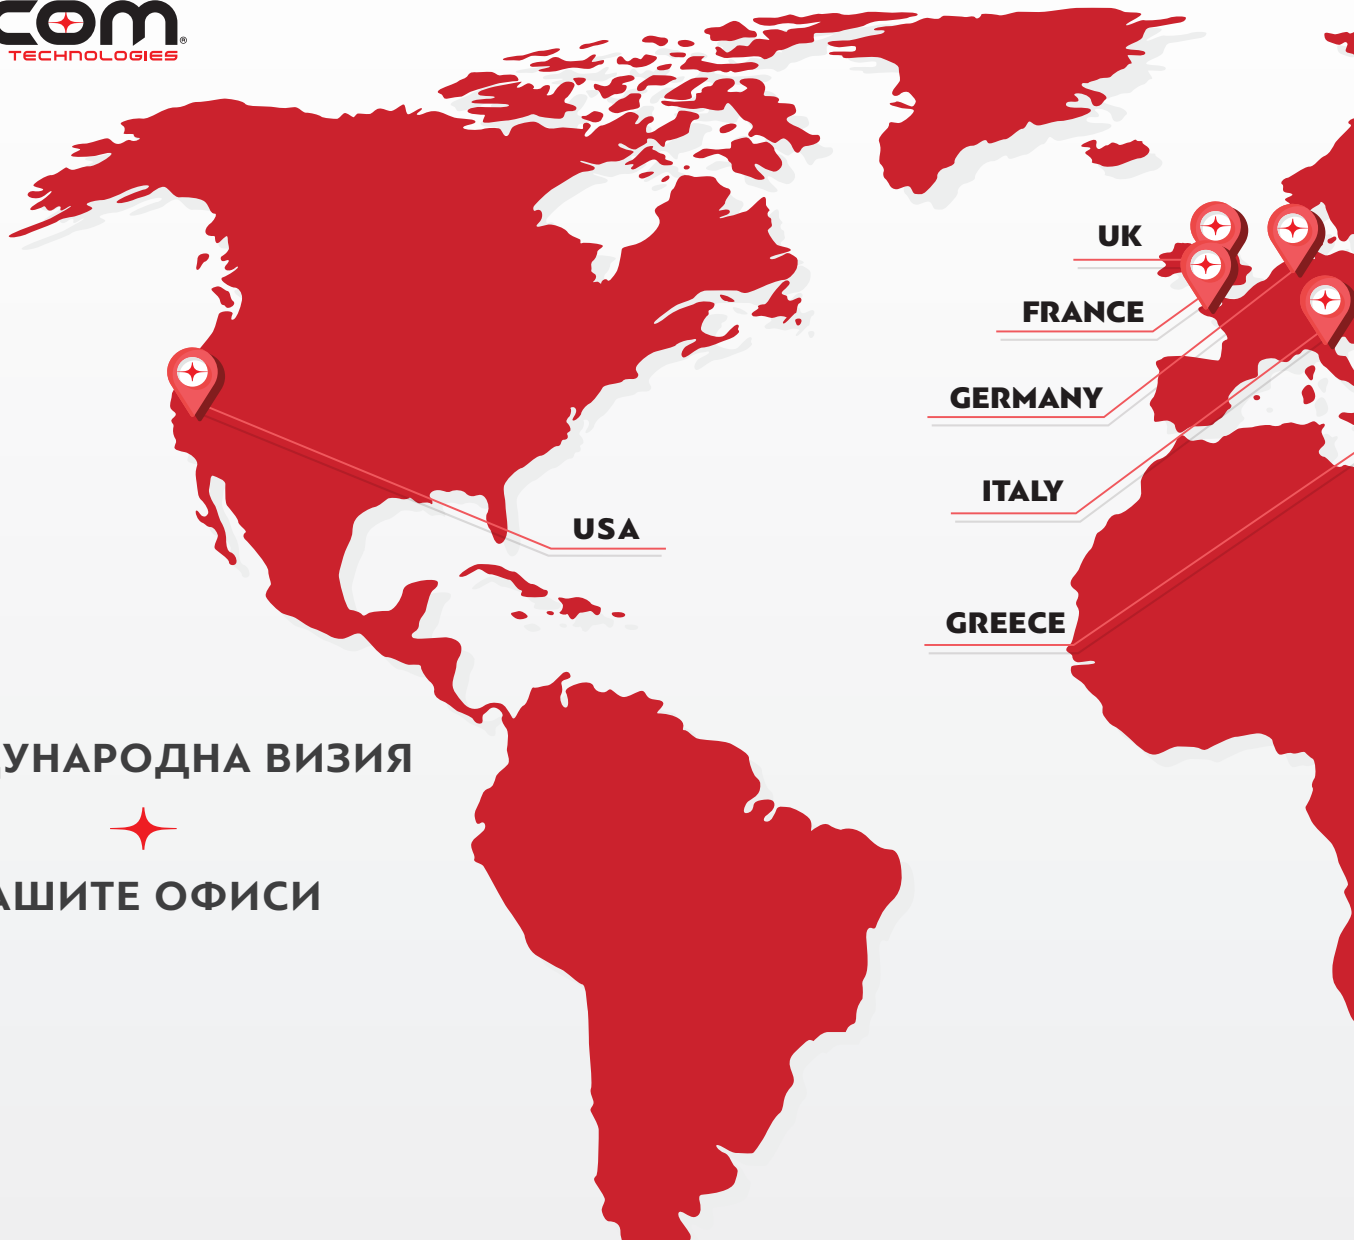 COM®
TECHNOLOGIES
UK
FRANCE
GERMANY
ITALY
USA
GREECE
УНАРОДНА ВИЗИЯ
АШИТЕ ОФИСИ